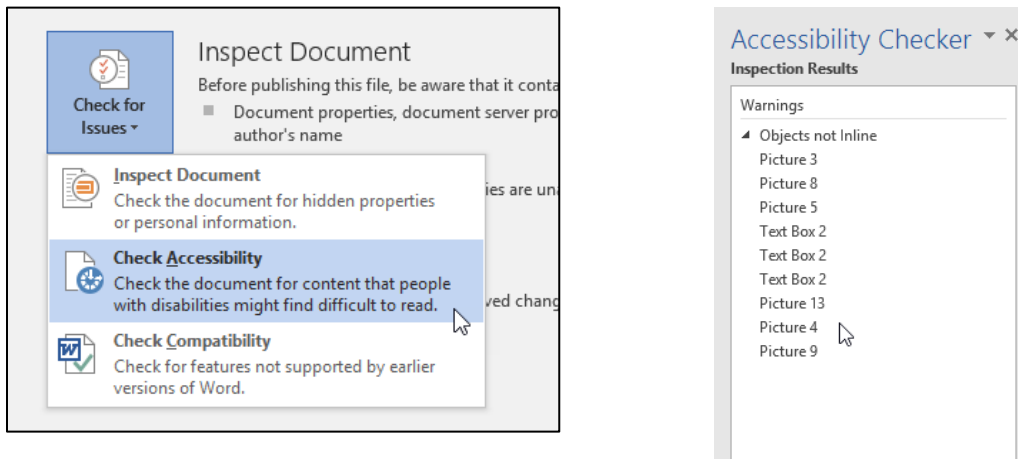 Inspect Document
Before publishing this file, be aware that it conta
Check for
Issues
Document properties, document server pro
author's name
Inspect Document
ies are una
Check the document for hidden properties
or personal information.
Check Accessibility
Check the document for content that people
with disabilities might find difficult to read.
ved chang
Check Compatibility
Check for features not supported by earlier
versions of Word.
Accessibility Checker
Inspection Results
Warnings
Objects not Inline
Picture 3
Picture 8
Picture 5
Text Box 2
Text Box 2
Text Box 2
Picture 13
Picture 4
Picture 9